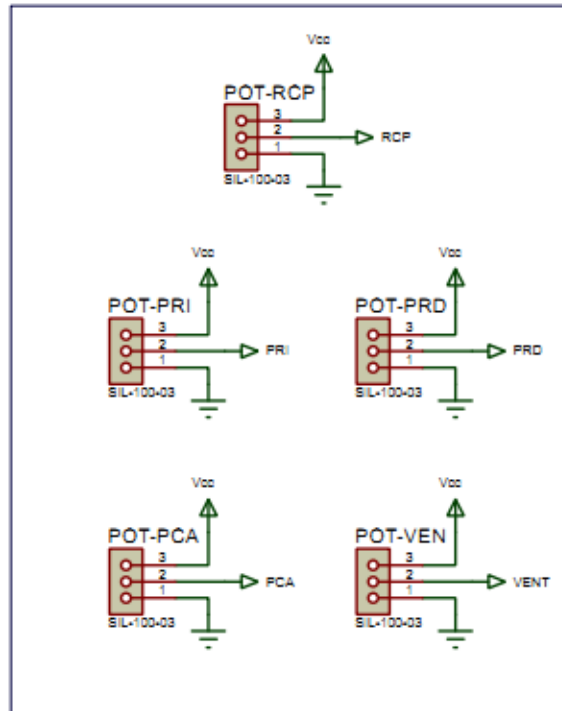 Vcc
POT-RCP
3
2
1
RCP
SIL-100-03
Vcc
POT-PRI
3
2
1
PRI
SIL-100-03
Vcc
POT-PRD
3
2
1
PRD
SIL-100-03
Vcc
POT-PCA
3
2
1
PCA
SIL-100-03
Vcc
POT-VEN
3
2
1
VENT
SIL-100-03